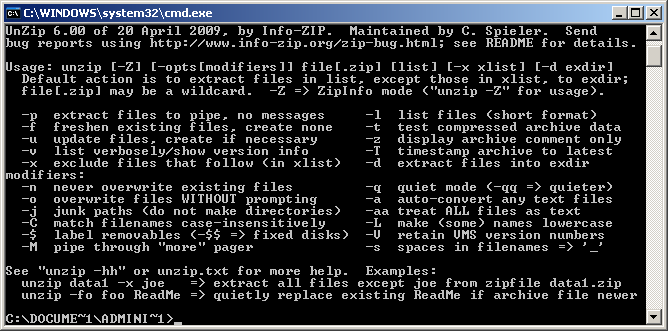 C:\WINDOWS\system32\cmd.exe
UnZip 6.00 of 20 April 2009, by Info-ZIP.  Maintained by C. Spieler.  Send
bug reports using http://www.info-zip.org/zip-bug.html; see README for details.

Usage: unzip [-Z] [-opts[modifiers]] file[.zip] [list] [-x xlist] [-d exdir]
  Default action is to extract files in list, except those in xlist, to exdir;
  file[.zip] may be a wildcard.  -Z => ZipInfo mode ("unzip -Z" for usage).

  -p  extract files to pipe, no messages     -l  list files (short format)
  -f  freshen existing files, create none    -t  test compressed archive data
  -u  update files, create if necessary      -z  display archive comment only
  -v  list verbosely/show version info       -T  timestamp archive to latest
  -x  exclude files that follow (in xlist)   -d  extract files into exdir
modifiers:
  -n  never overwrite existing files         -q  quiet mode (-qq => quieter)
  -o  overwrite files WITHOUT prompting      -a  auto-convert any text files
  -j  junk paths (do not make directories)   -aa treat ALL files as text
  -C  match filenames case-insensitively     -L  make (some) names lowercase
  -$  label removables (-$$ => fixed disks)  -V  retain VMS version numbers
  -M  pipe through "more" pager              -s  spaces in filenames => '_'

See "unzip -hh" or unzip.txt for more help.  Examples:
  unzip data1 -x joe   => extract all files except joe from zipfile data1.zip
  unzip -fo foo ReadMe => quietly replace existing ReadMe if archive file newer

C:\DOCUME~1\ADMINI~1>_